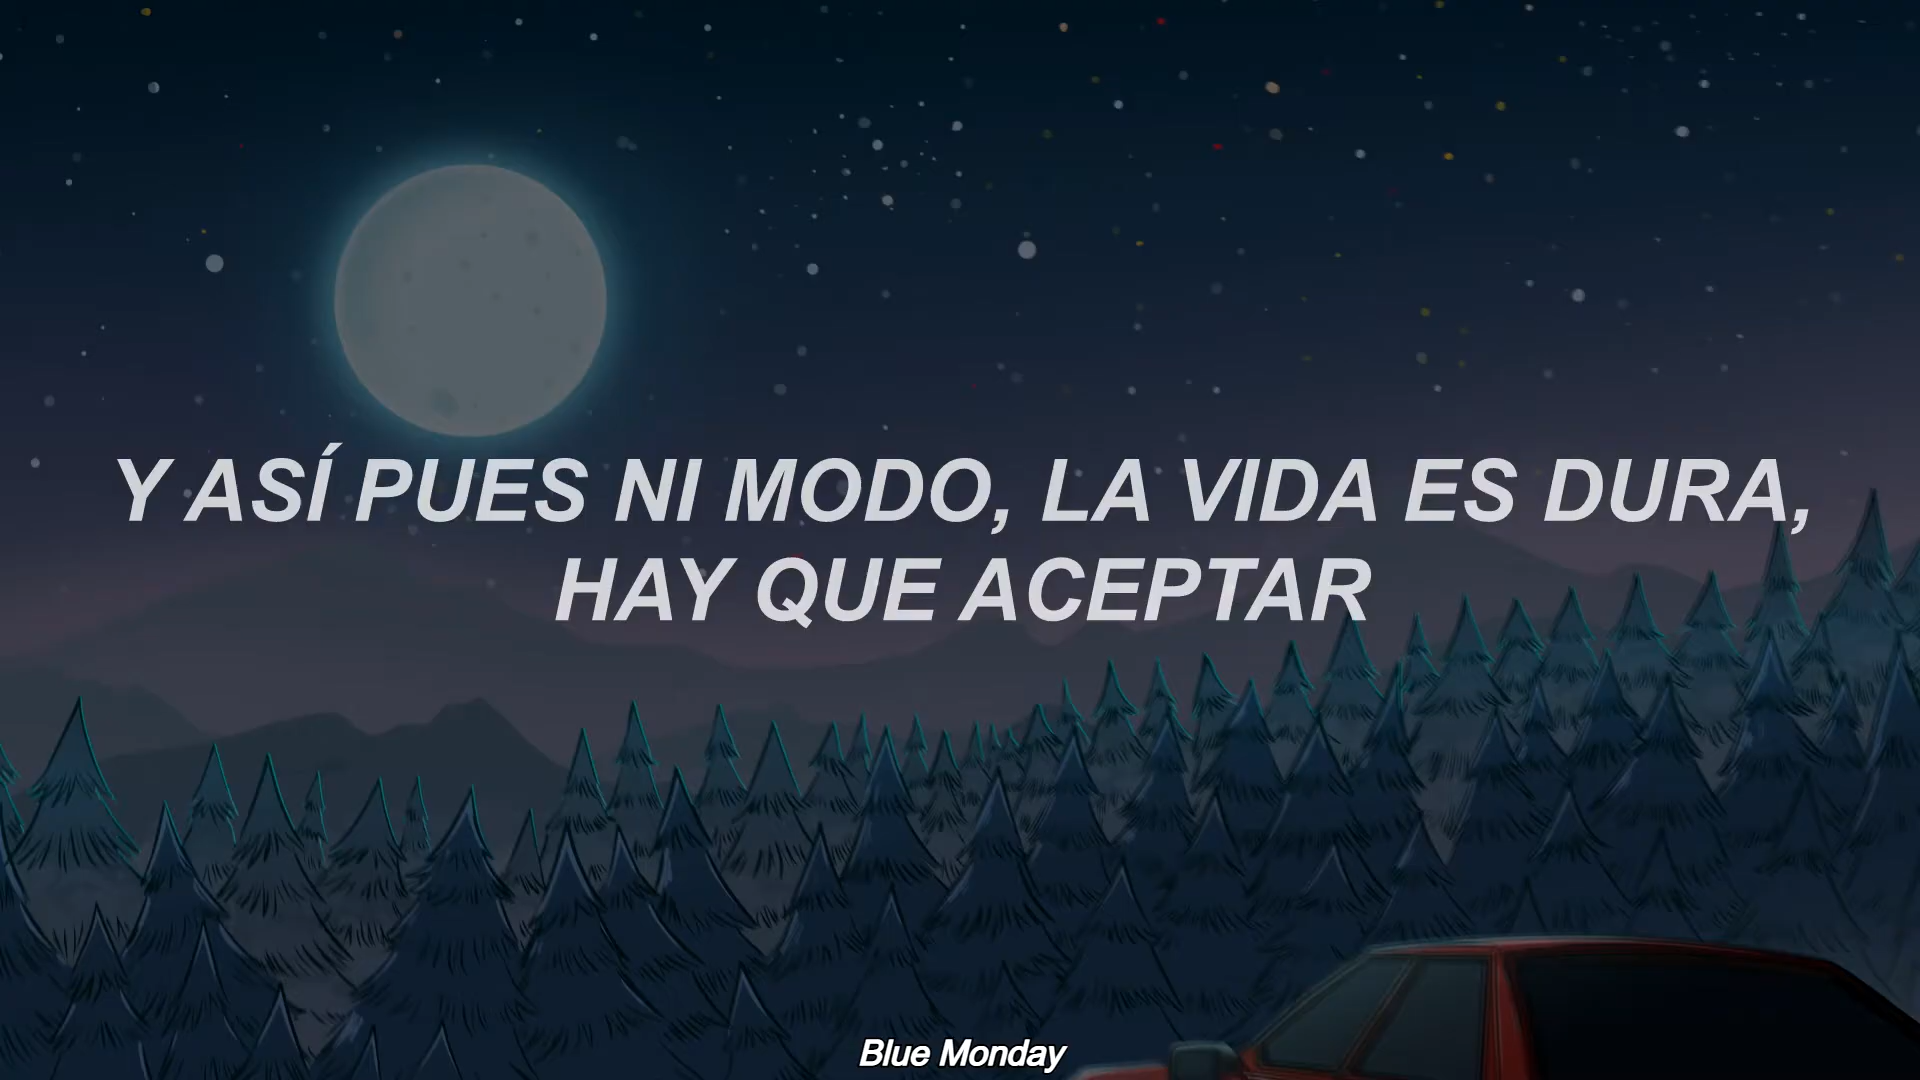 Y ASÍ PUES NI MODO, LA VIDA ES DURA,
HAY QUE ACEPTAR
Blue Monday